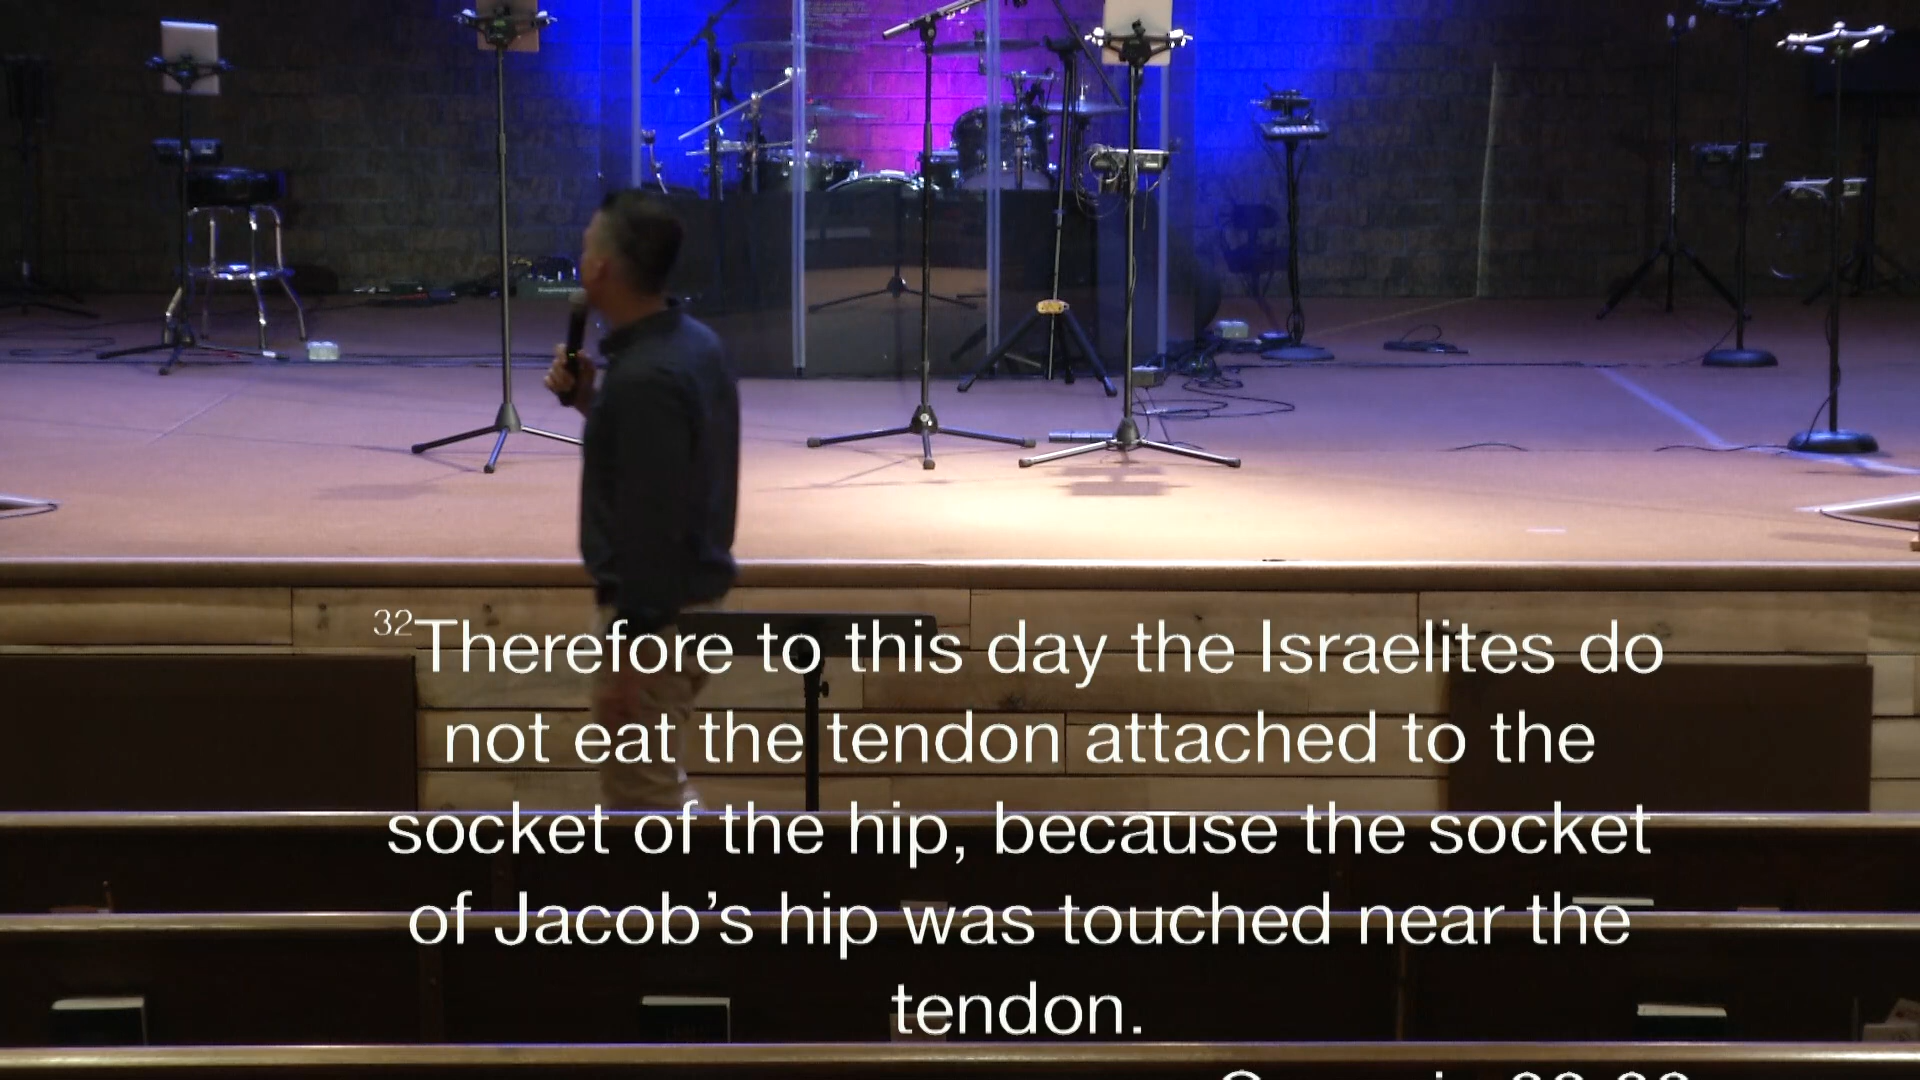 32Therefore to this day the Israelites do
not eat the tendon attached to the
socket of the hip, because the socket
of Jacob’s hip was touched near the
tendon.